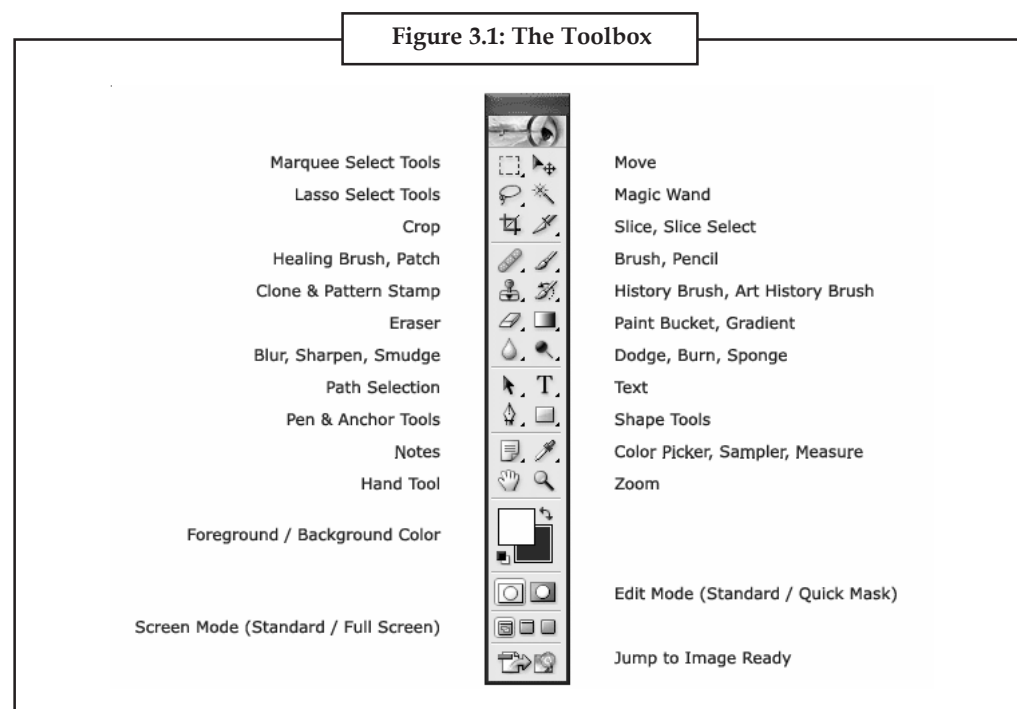 Figure 3.1: The Toolbox
Marquee Select Tools
Move
Lasso Select Tools
Magic Wand
Crop
Slice, Slice Select
Healing Brush, Patch
Brush, Pencil
Clone & Pattern Stamp
History Brush, Art History Brush
Eraser
Paint Bucket, Gradient
Blur, Sharpen, Smudge
Dodge, Burn, Sponge
Path Selection
T
Text
Pen & Anchor Tools
Shape Tools
Notes
Color Picker, Sampler, Measure
Hand Tool
Zoom
Foreground / Background Color
Edit Mode (Standard / Quick Mask)
Screen Mode (Standard / Full Screen)
Jump to Image Ready